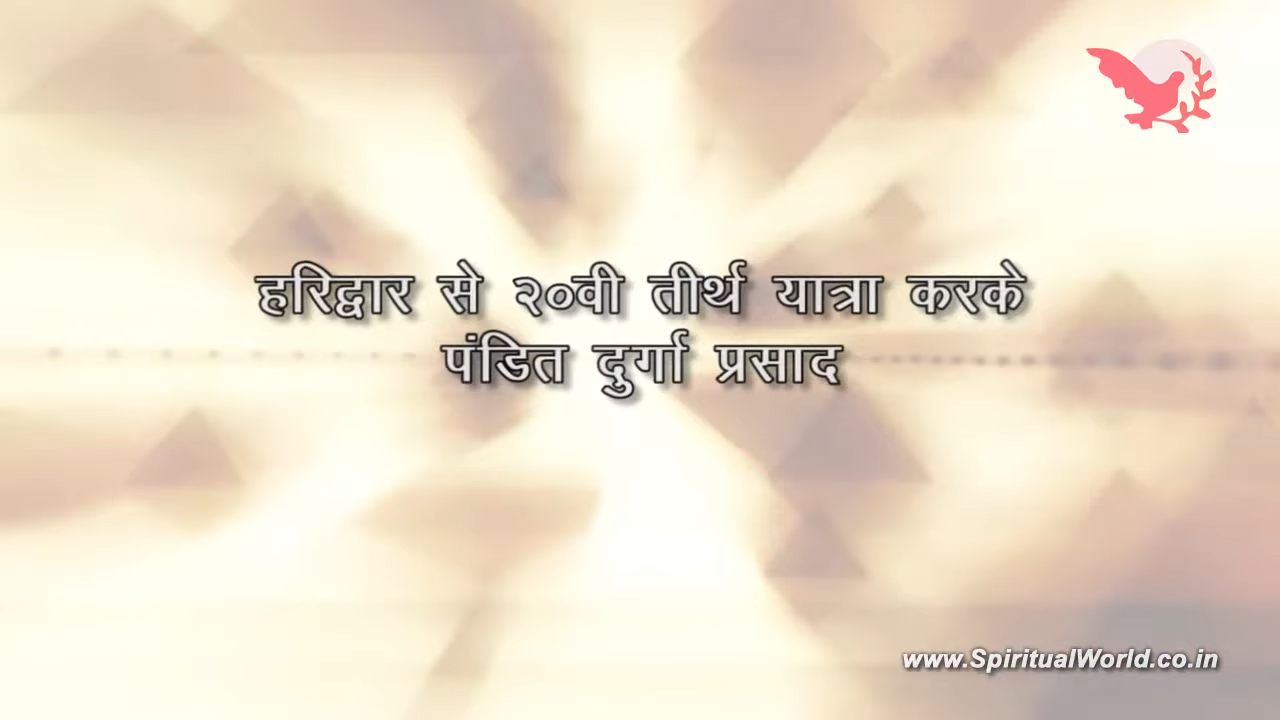 हरिद्वार से २०वी तीर्थ यात्रा करके
पंडित दुर्गा प्रसाद
www.SpiritualWorld.co.in